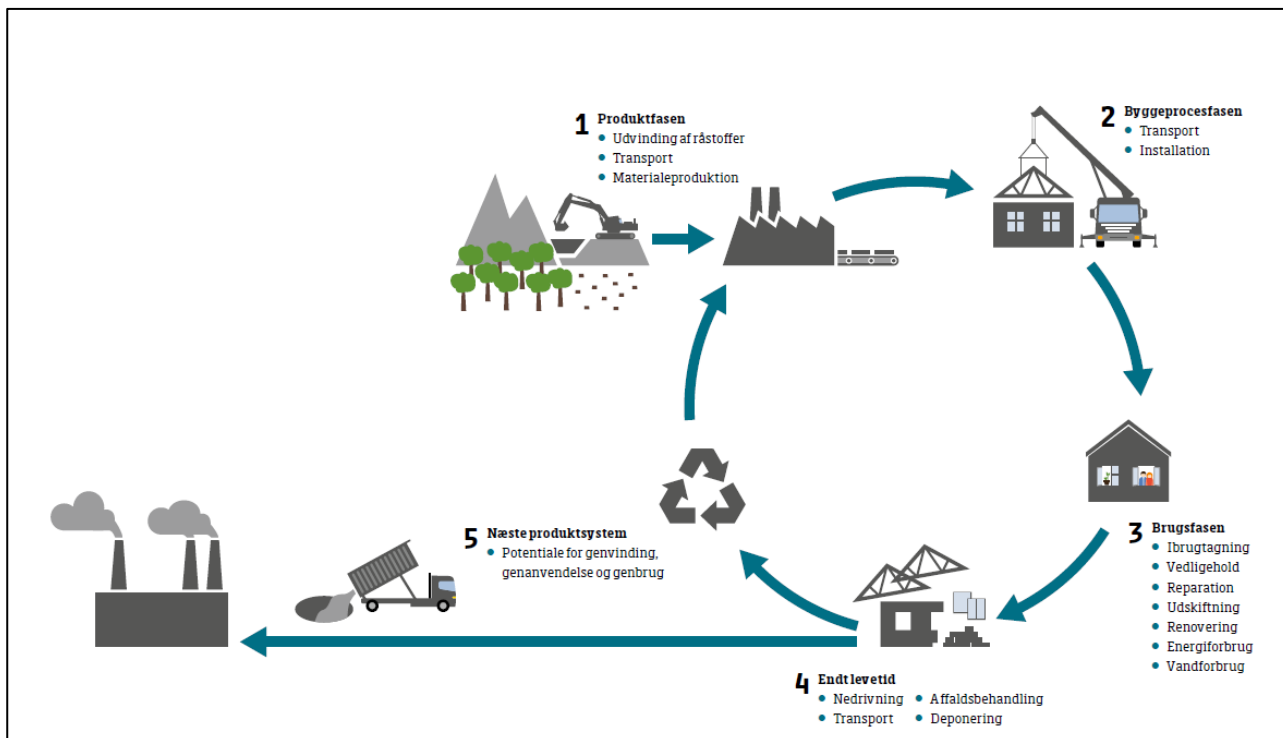 1 Produktfasen
• Udvinding af råstoffer
• Transport
• Materialeproduktion
2 Byggeprocesfasen
• Transport
• Installation
3 Brugsfasen
• Ibrugtagning
• Vedligehold
• Reparation
• Udskiftning
• Renovering
• Energiforbrug
• Vandforbrug
4 Endt levetid
• Nedrivning • Affaldsbehandling
• Transport • Deponering
5 Næste produktsystem
• Potentiale for genvinding,
genanvendelse og genbrug